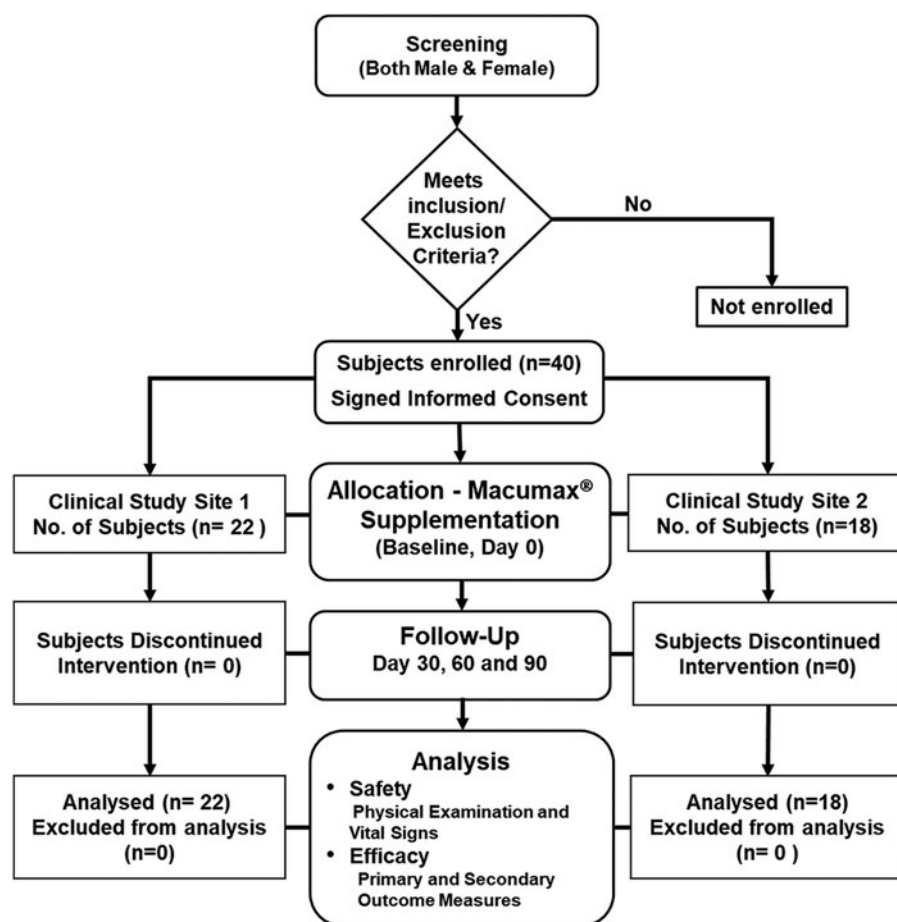 Screening
(Both Male & Female)
Meets
inclusion/
Exclusion
Criteria?
No
Not enrolled
Yes
Subjects enrolled (n=40)
Signed Informed Consent
Clinical Study Site 1
No. of Subjects (n= 22 )
Allocation - Macumax®
Supplementation
(Baseline, Day 0)
Clinical Study Site 2
No. of Subjects (n=18)
Subjects Discontinued
Intervention (n= 0)
Follow-Up
Day 30, 60 and 90
Subjects Discontinued
Intervention (n=0)
Analysed (n= 22)
Excluded from analysis
(n=0)
Analysis
• Safety
Physical Examination and
Vital Signs
• Efficacy
Primary and Secondary
Outcome Measures
Analysed (n=18)
Excluded from analysis
(n= 0 )